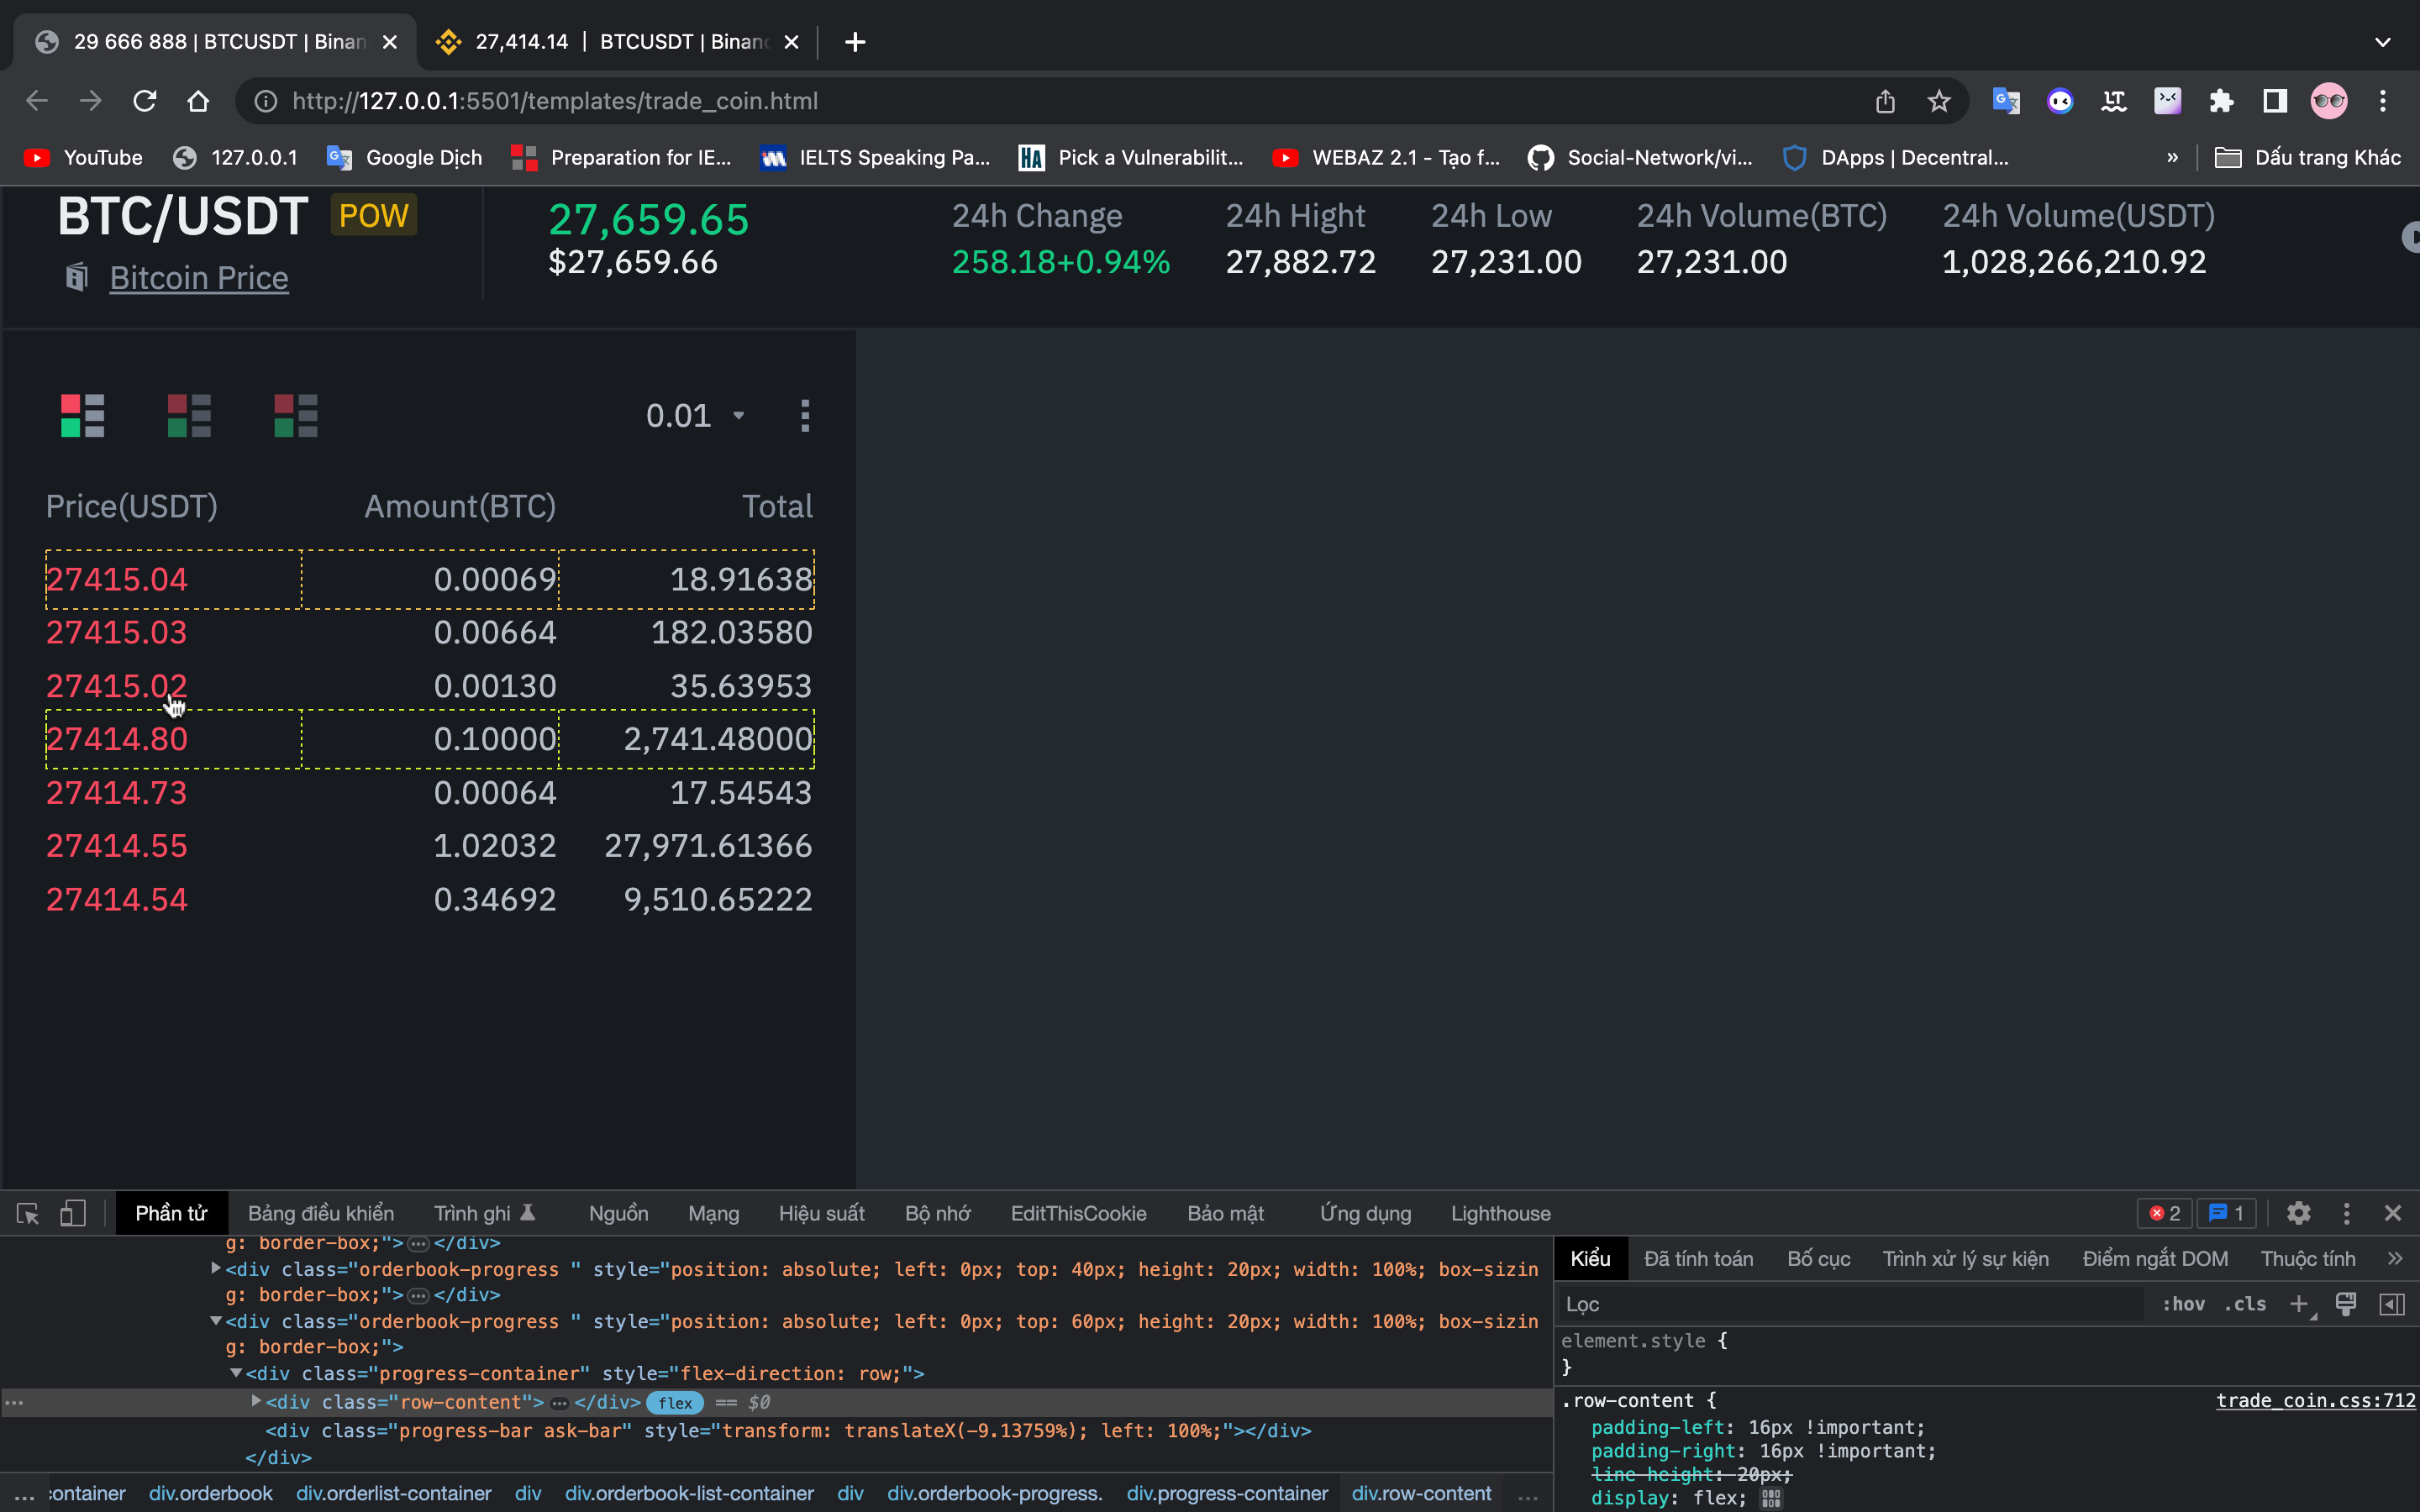 29 666 888 | BTCUSDT | Binan
27,414.14 | BTCUSDT | Binanc
http://127.0.0.1:5501/templates/trade_coin.html
YouTube 127.0.0.1 Google Dịch Preparation for IE... IELTS Speaking Pa... HA Pick a Vulnerabilit... WEBAZ 2.1 - Tạo f... Social-Network/vi... DApps | Decentral... » Dấu trang Khác
BTC/USDT POW
Bitcoin Price
27,659.65
$27,659.66
24h Change 24h Hight 24h Low 24h Volume(BTC) 24h Volume(USDT)
258.18+0.94% 27,882.72 27,231.00 27,231.00 1,028,266,210.92
0.01
Price(USDT) Amount(BTC) Total
27415.04 0.00069 18.91638
27415.03 0.00664 182.03580
27415.02 0.00130 35.63953
27414.80 0.10000 2,741.48000
27414.73 0.00064 17.54543
27414.55 1.02032 27,971.61366
27414.54 0.34692 9,510.65222
Phần tử Bảng điều khiển Trình ghi Nguồn Mạng Hiệu suất Bộ nhớ EditThisCookie Bảo mật Ứng dụng Lighthouse 2 1
g: border-box;">…</div>
<div class="orderbook-progress " style="position: absolute; left: 0px; top: 40px; height: 20px; width: 100%; box-sizin
g: border-box;">…</div>
<div class="orderbook-progress " style="position: absolute; left: 0px; top: 60px; height: 20px; width: 100%; box-sizin
g: border-box;">
<div class="progress-container" style="flex-direction: row;">
… <div class="row-content">…</div> flex == $0
<div class="progress-bar ask-bar" style="transform: translateX(-9.13759%); left: 100%;"></div>
</div>
... container div.orderbook div.orderlist-container div div.orderbook-list-container div div.orderbook-progress. div.progress-container div.row-content ...
Kiểu Đã tính toán Bố cục Trình xử lý sự kiện Điểm ngắt DOM Thuộc tính »
Lọc :hov .cls
element.style {
}
.row-content { trade_coin.css:712
padding-left: 16px !important;
padding-right: 16px !important;
line-height: 20px;
display: flex;